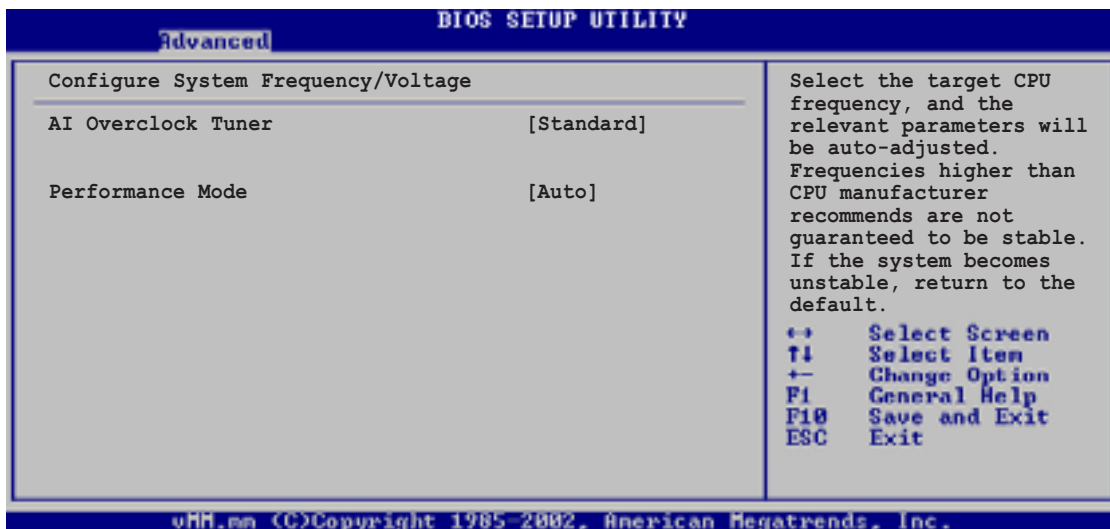 BIOS SETUP UTILITY
Advanced
Configure System Frequency/Voltage
AI Overclock Tuner [Standard]
Performance Mode [Auto]
Select the target CPU
frequency, and the
relevant parameters will
be auto-adjusted.
Frequencies higher than
CPU manufacturer
recommends are not
guaranteed to be stable.
If the system becomes
unstable, return to the
default.
↔ Select Screen
↑↓ Select Item
+- Change Option
F1 General Help
F10 Save and Exit
ESC Exit
vMM.mm (C)Copyright 1985-2002, American Megatrends, Inc.